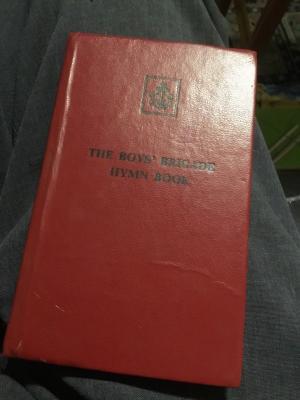 THE BOYS' BRIGADE
HYMN BOOK